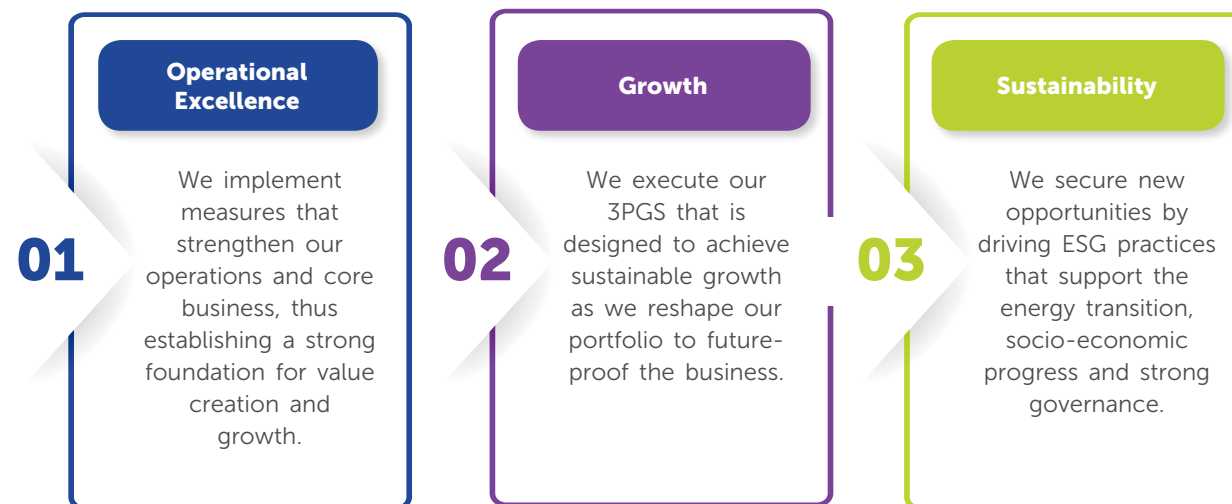 01
Operational
Excellence
We implement
measures that
strengthen our
operations and core
business, thus
establishing a strong
foundation for value
creation and
growth.
02
Growth
We execute our
3PGS that is
designed to achieve
sustainable growth
as we reshape our
portfolio to future-
proof the business.
03
Sustainability
We secure new
opportunities by
driving ESG practices
that support the
energy transition,
socio-economic
progress and strong
governance.